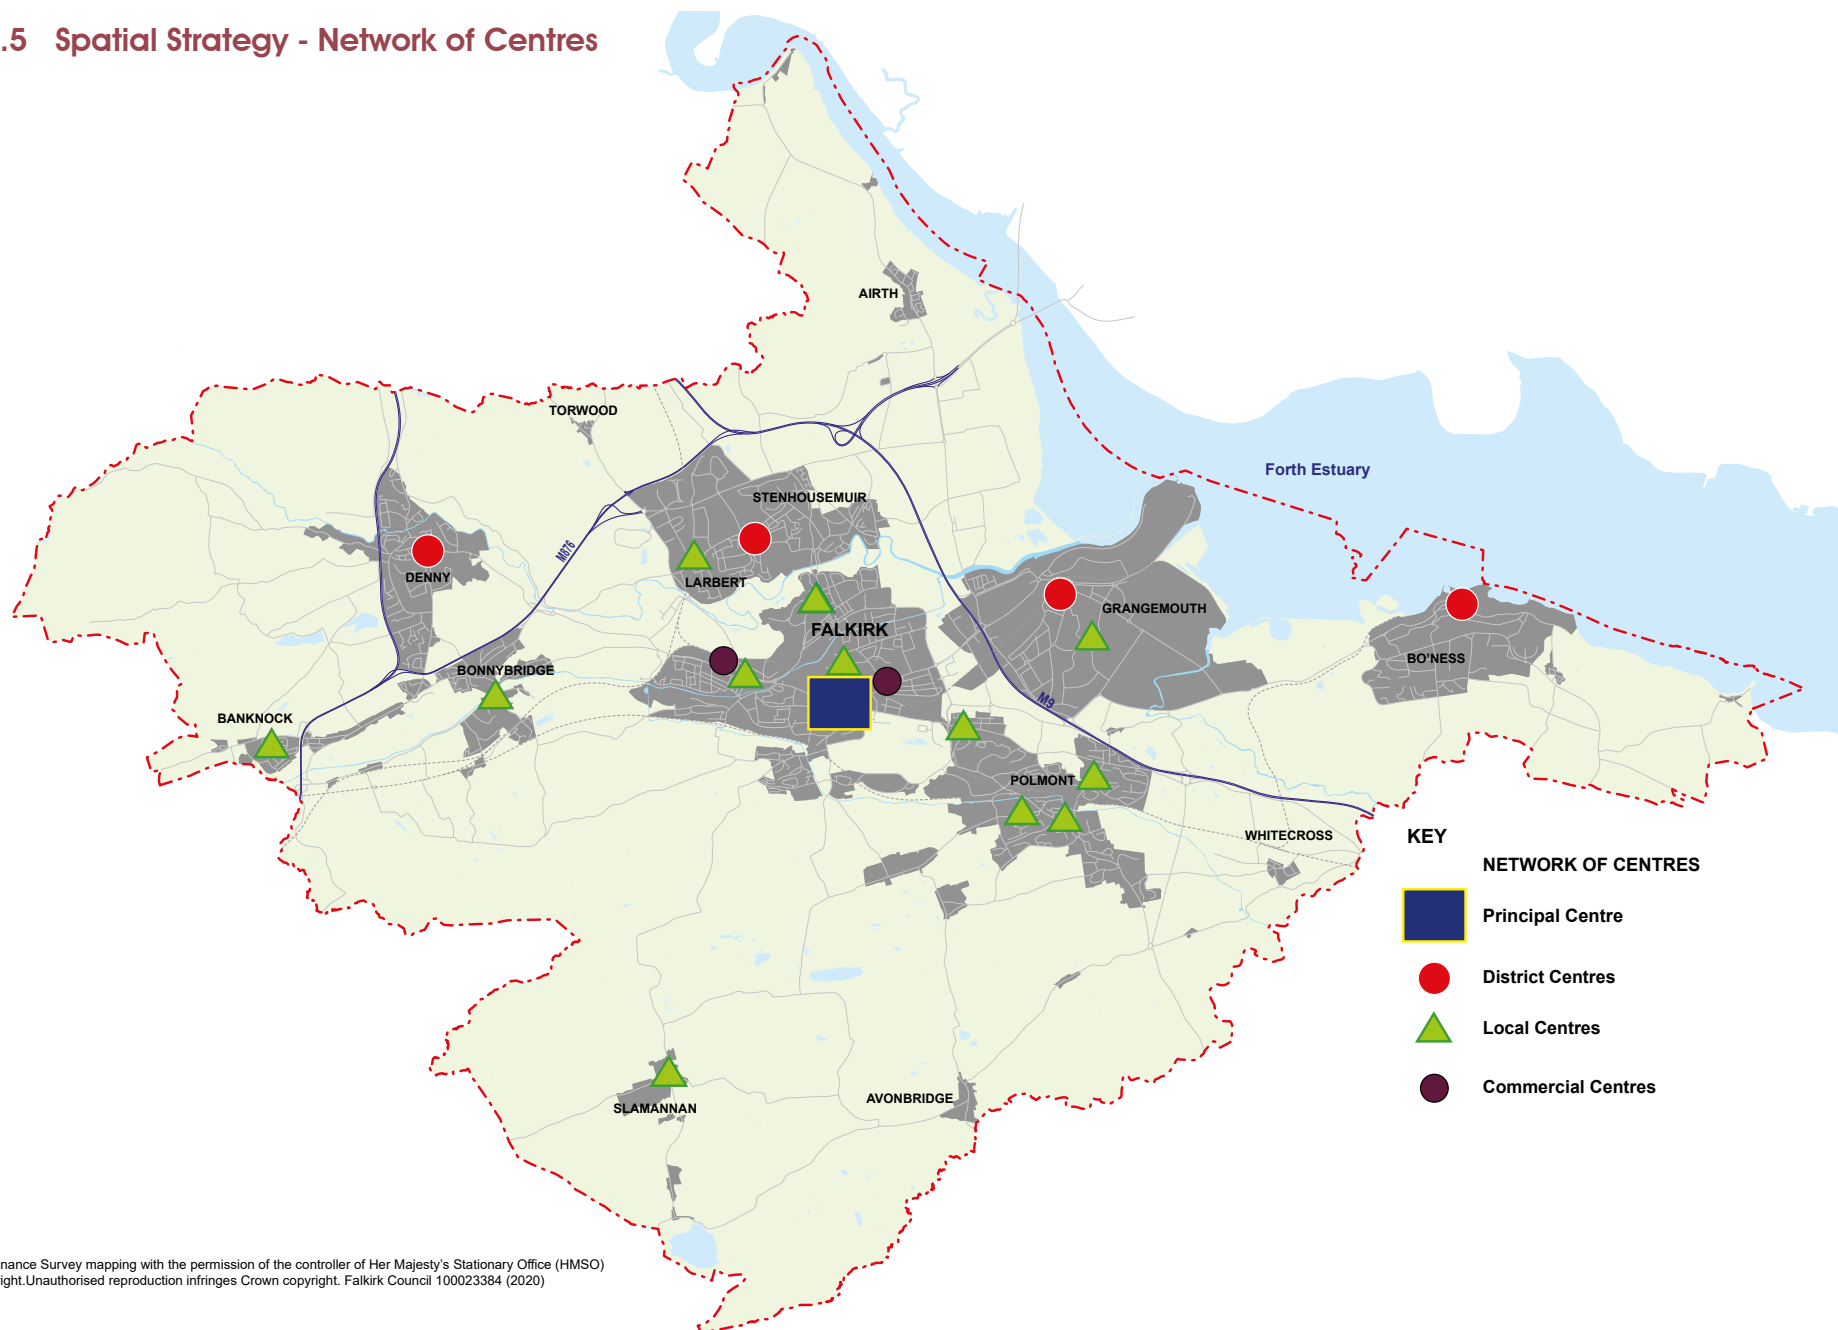 .5 Spatial Strategy - Network of Centres
AIRTH
TORWOOD
Forth Estuary
STENHOUSEMUIR
M876
DENNY
LARBERT
GRANGEMOUTH
FALKIRK
BO'NESS
BONNYBRIDGE
M9
BANKNOCK
POLMONT
WHITECROSS
KEY
NETWORK OF CENTRES
Principal Centre
District Centres
Local Centres
Commercial Centres
AVONBRIDGE
SLAMANNAN
nance Survey mapping with the permission of the controller of Her Majesty's Stationary Office (HMSO)
ight.Unauthorised reproduction infringes Crown copyright. Falkirk Council 100023384 (2020)